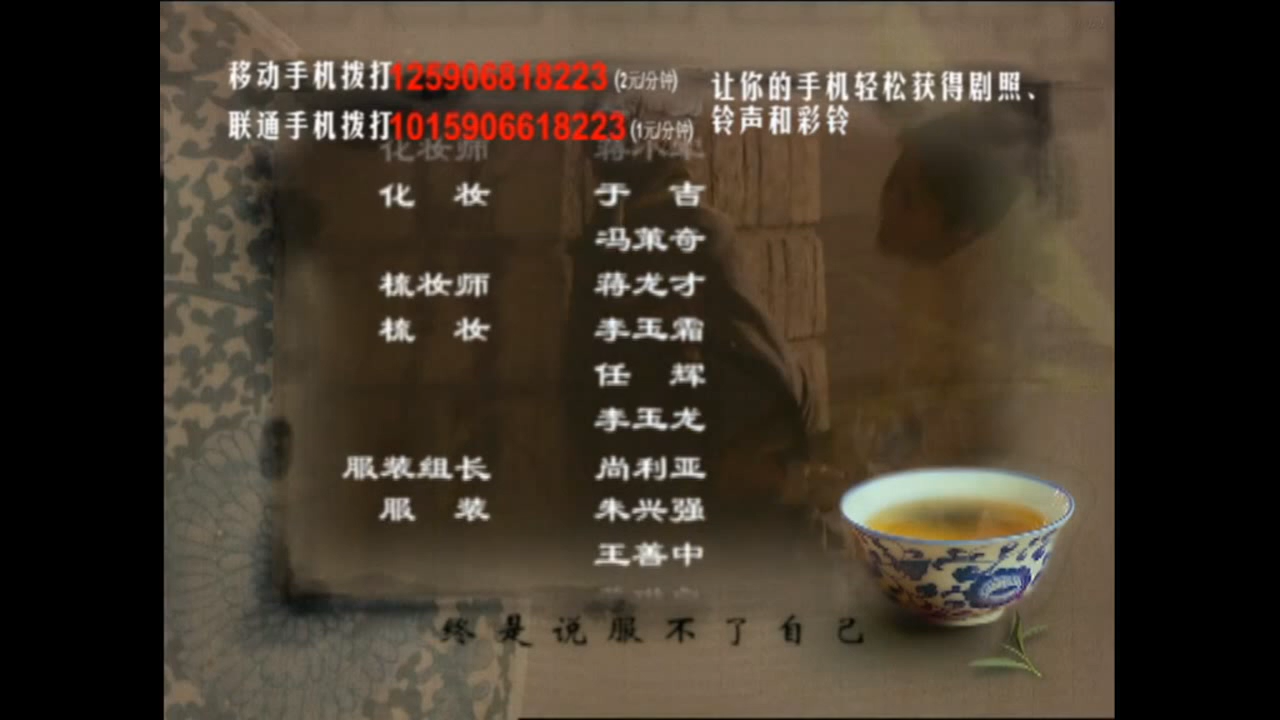 移动手机拨打125906818223 (2元/分钟)
联通手机拨打1015906618223 (1元/分钟)
让你的手机轻松获得剧照、
铃声和彩铃
化妆师
化 妆 于 吉
冯策奇
梳妆师 蒋龙才
梳 妆 李玉霜
任 辉
李玉龙
服装组长 尚利亚
服 装 朱兴强
王善中
终是说服不了自己